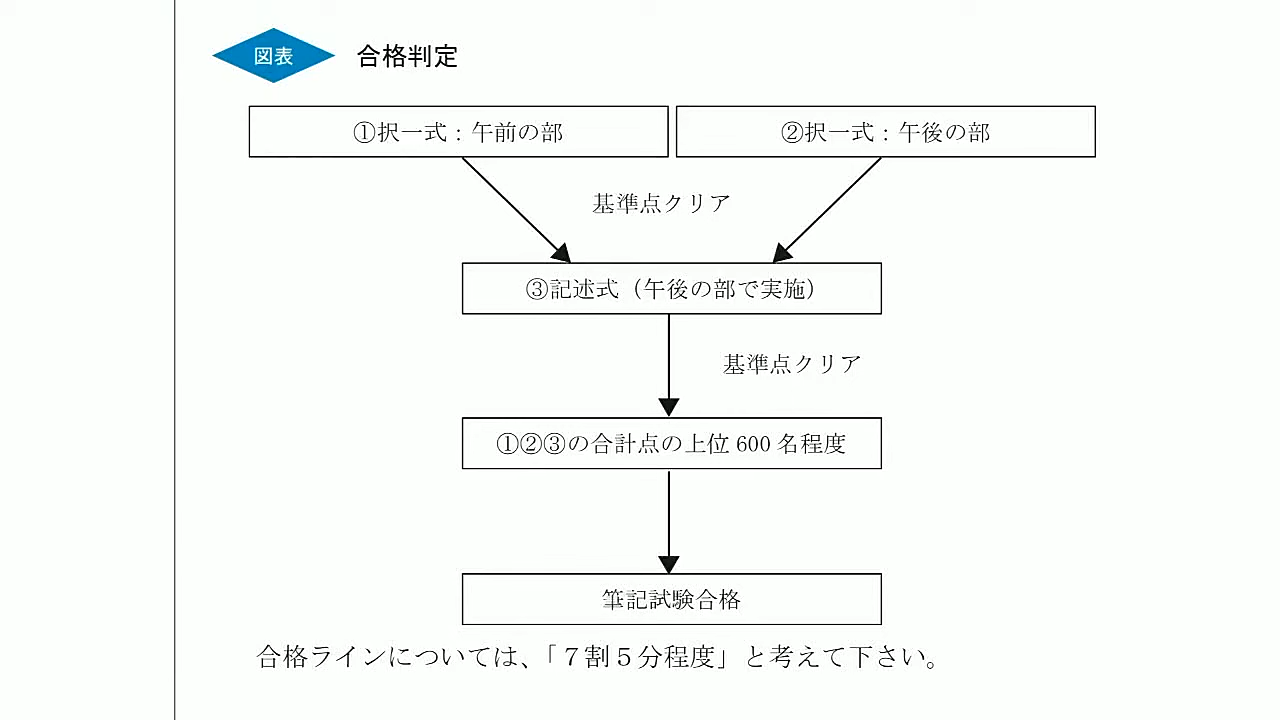 図表
合格判定
①択一式：午前の部
②択一式：午後の部
基準点クリア
③記述式（午後の部で実施）
基準点クリア
①②③の合計点の上位 600 名程度
筆記試験合格
合格ラインについては、「７割５分程度」と考えて下さい。